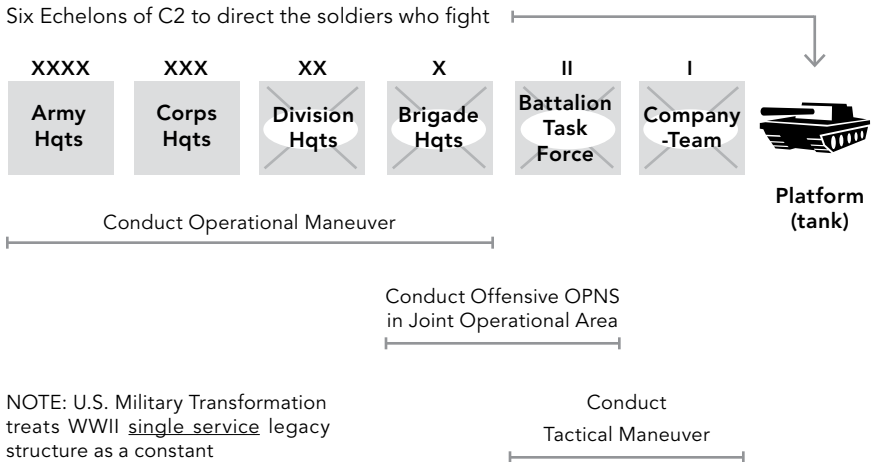 Six Echelons of C2 to direct the soldiers who fight
XXXX XXX XX X II I
Army
Hqts
Corps
Hqts
Division
Hqts
Brigade
Hqts
Battalion
Task
Force
Company
-Team
Platform
(tank)
Conduct Operational Maneuver
Conduct Offensive OPNS
in Joint Operational Area
NOTE: U.S. Military Transformation
treats WWII single service legacy
structure as a constant
Conduct
Tactical Maneuver